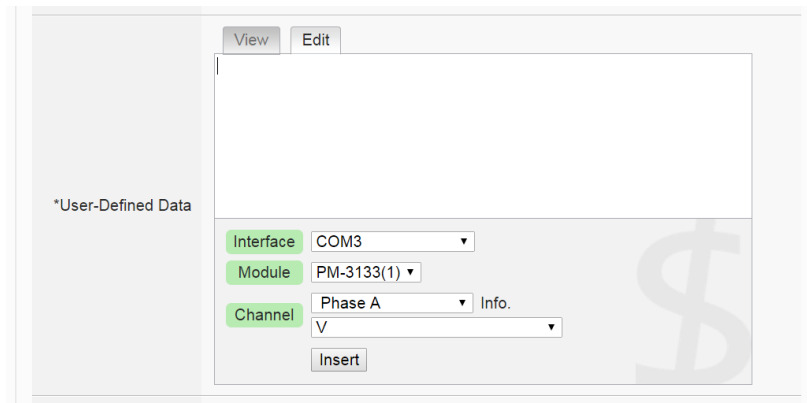 View Edit
*User-Defined Data
Interface COM3
Module PM-3133(1)
Channel Phase A Info.
V
Insert
$